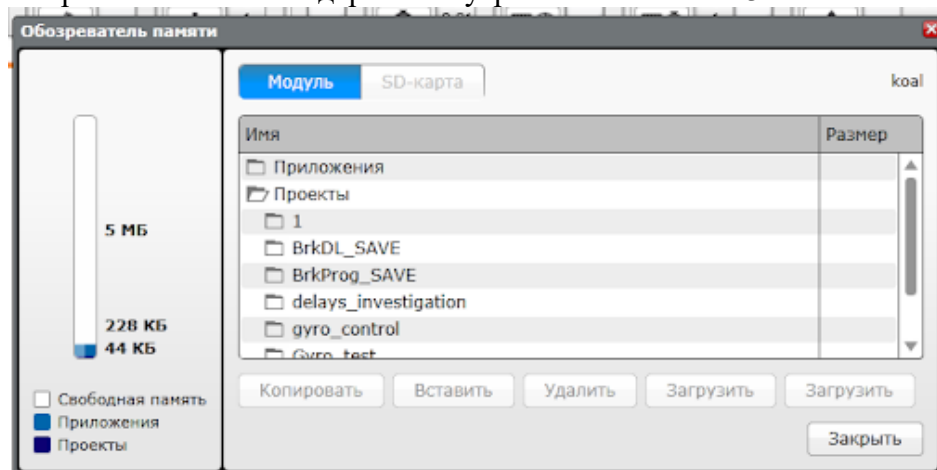 Обозреватель памяти
Модуль SD-карта koal
Имя Размер
Приложения
Проекты
1
BrkDL_SAVE
BrkProg_SAVE
delays_investigation
gyro_control
Gyro_test
5 МБ
228 КБ
44 КБ
Свободная память
Приложения
Проекты
Копировать Вставить Удалить Загрузить Загрузить
Закрыть